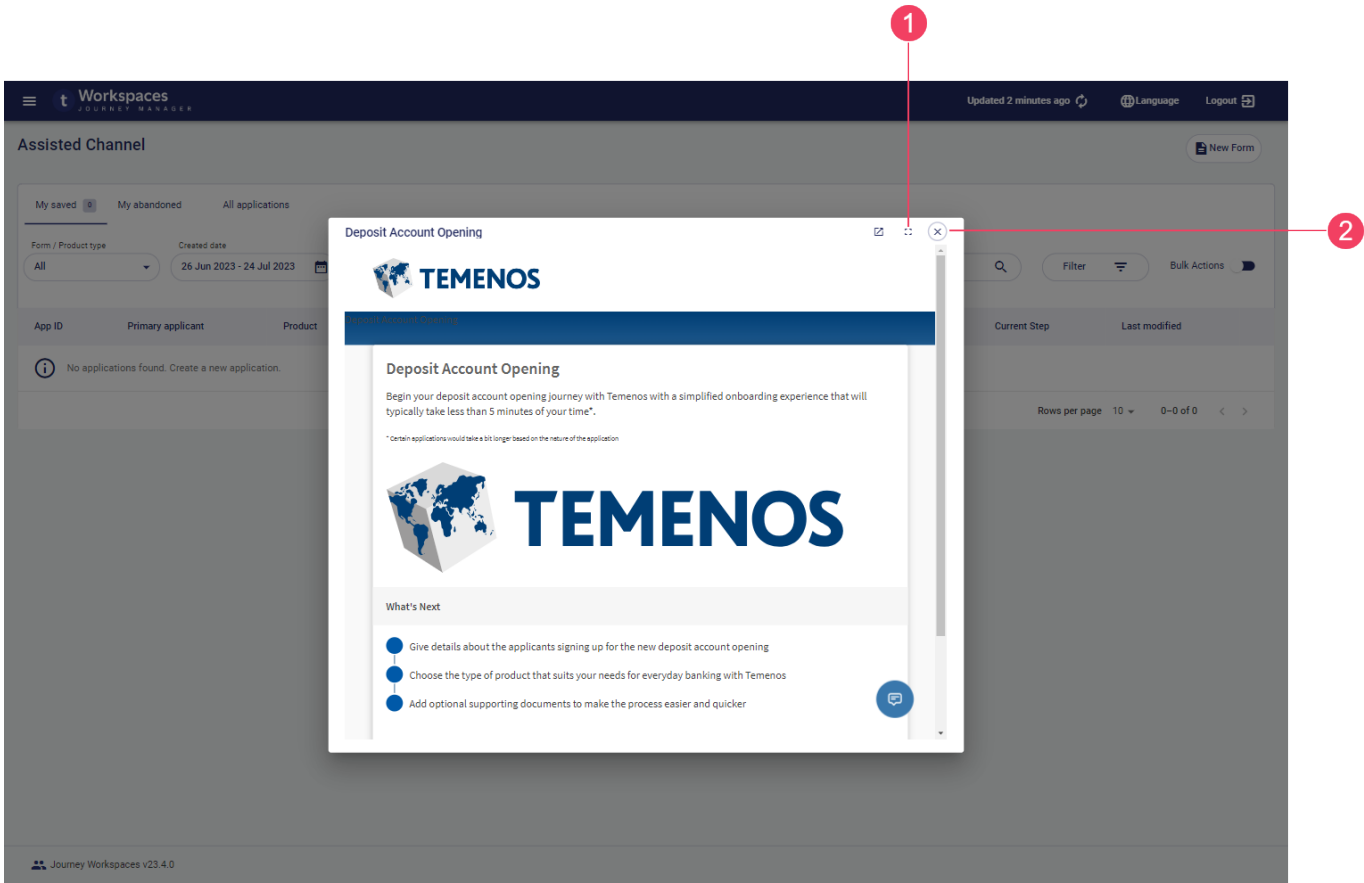 1
t Workspaces
JOURNEY MANAGER
Updated 2 minutes ago
Language
Logout
Assisted Channel
New Form
My saved 0
My abandoned
All applications
2
Deposit Account Opening
Form / Product type
Created date
All
26 Jun 2023 - 24 Jul 2023
Filter
Bulk Actions
TEMENOS
App ID
Primary applicant
Product
Deposit Account Opening
Current Step
Last modified
No applications found. Create a new application.
Deposit Account Opening
Begin your deposit account opening journey with Temenos with a simplified onboarding experience that will
typically take less than 5 minutes of your time*.
Rows per page 10
0–0 of 0
* Certain applications would take a bit longer based on the nature of the application
TEMENOS
What's Next
Give details about the applicants signing up for the new deposit account opening
Choose the type of product that suits your needs for everyday banking with Temenos
Add optional supporting documents to make the process easier and quicker
Journey Workspaces v23.4.0